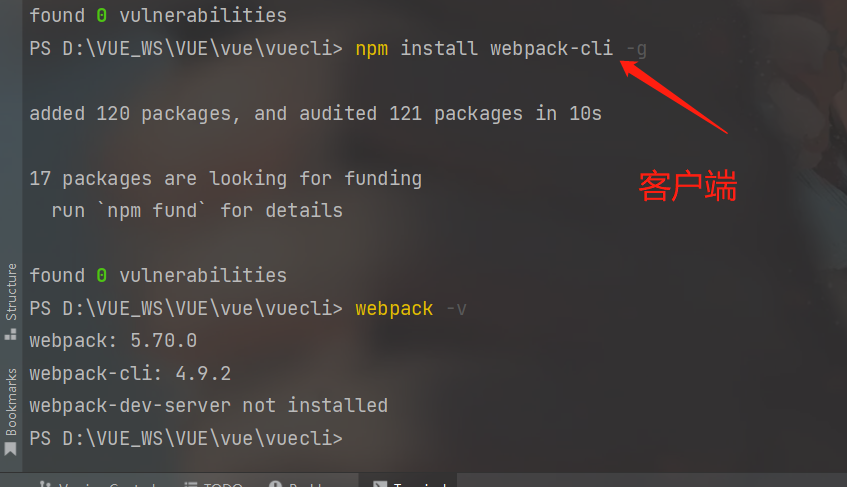 found 0 vulnerabilities
PS D:\VUE_WS\VUE\vue\vuecli> npm install webpack-cli -g
added 120 packages, and audited 121 packages in 10s
客户端
17 packages are looking for funding
run `npm fund` for details
found 0 vulnerabilities
PS D:\VUE_WS\VUE\vue\vuecli> webpack -v
webpack: 5.70.0
webpack-cli: 4.9.2
webpack-dev-server not installed
PS D:\VUE_WS\VUE\vue\vuecli>
Structure
Bookmarks
TODO